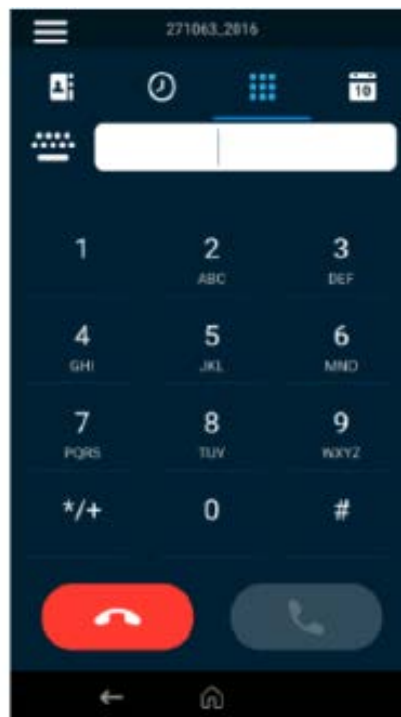 271063_2016
10
1 2 3
ABC DEF
4 5 6
GHI JKL MNO
7 8 9
PQRS TUV WXYZ
*/+ 0 #